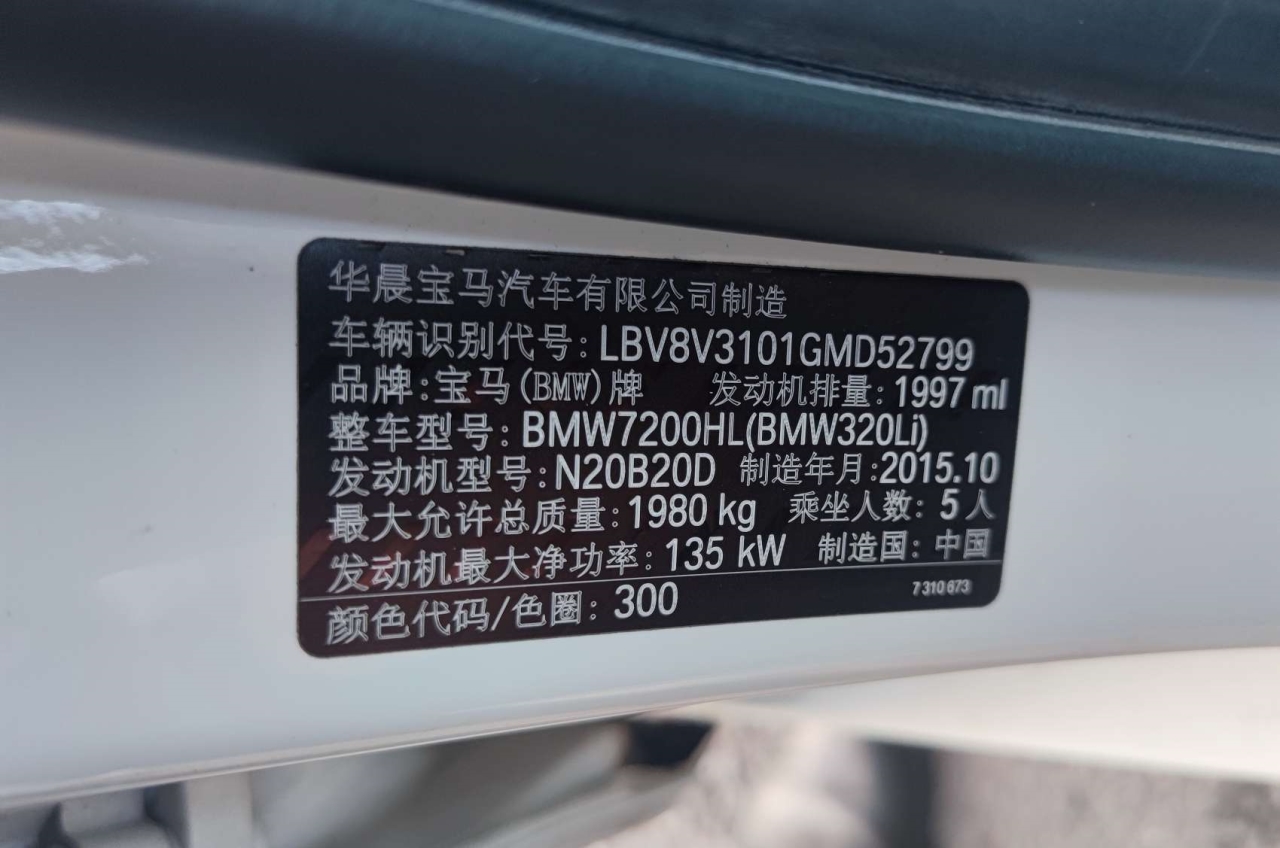 华晨宝马汽车有限公司制造
车辆识别代号: LBV8V3101GMD52799
品牌:宝马(BMW)牌 发动机排量: 1997 ml
整车型号: BMW7200HL(BMW320Li)
发动机型号: N20B20D 制造年月:2015.10
最大允许总质量: 1980 kg 乘坐人数: 5 人
发动机最大净功率: 135 kW 制造国: 中国
7 310 673
颜色代码/色圈: 300